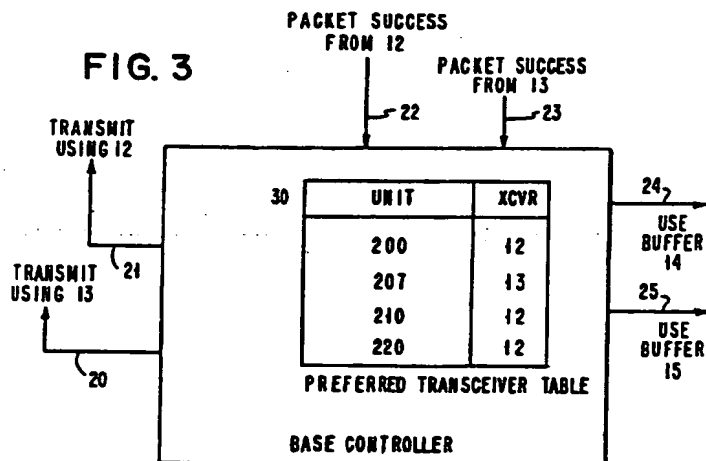 PACKET SUCCESS
FROM 12
FIG. 3
PACKET SUCCESS
FROM 13
22
23
TRANSMIT
USING 12
30
UNIT XCVR
24
200 12
USE
BUFFER
14
21
207 13
TRANSMIT
USING 13
210 12
25
220 12
USE
BUFFER
15
20
PREFERRED TRANSCEIVER TABLE
BASE CONTROLLER